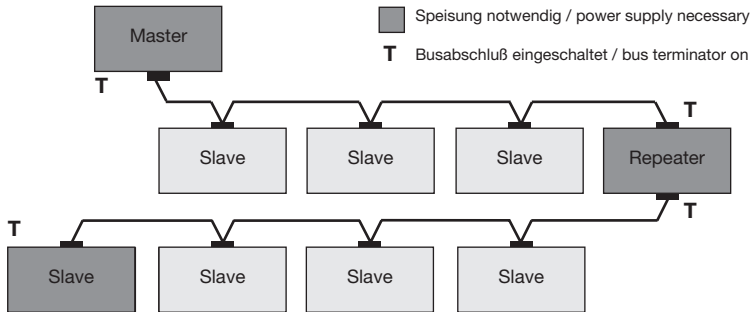 Speisung notwendig / power supply necessary
Master
T Busabschluß eingeschaltet / bus terminator on
T
T
Slave
Slave
Slave
Repeater
T
T
Slave
Slave
Slave
Slave